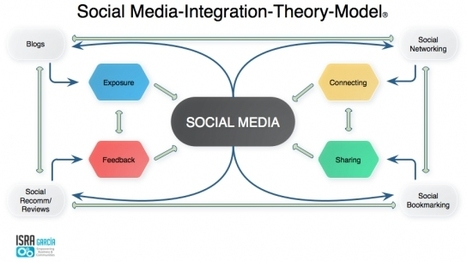 Social Media-Integration-Theory-Model®
Blogs
Social
Networking
Exposure
Connecting
SOCIAL MEDIA
Feedback
Sharing
Social
Recomm/
Reviews
Social
Bookmarking
ISRA
GARCÍA